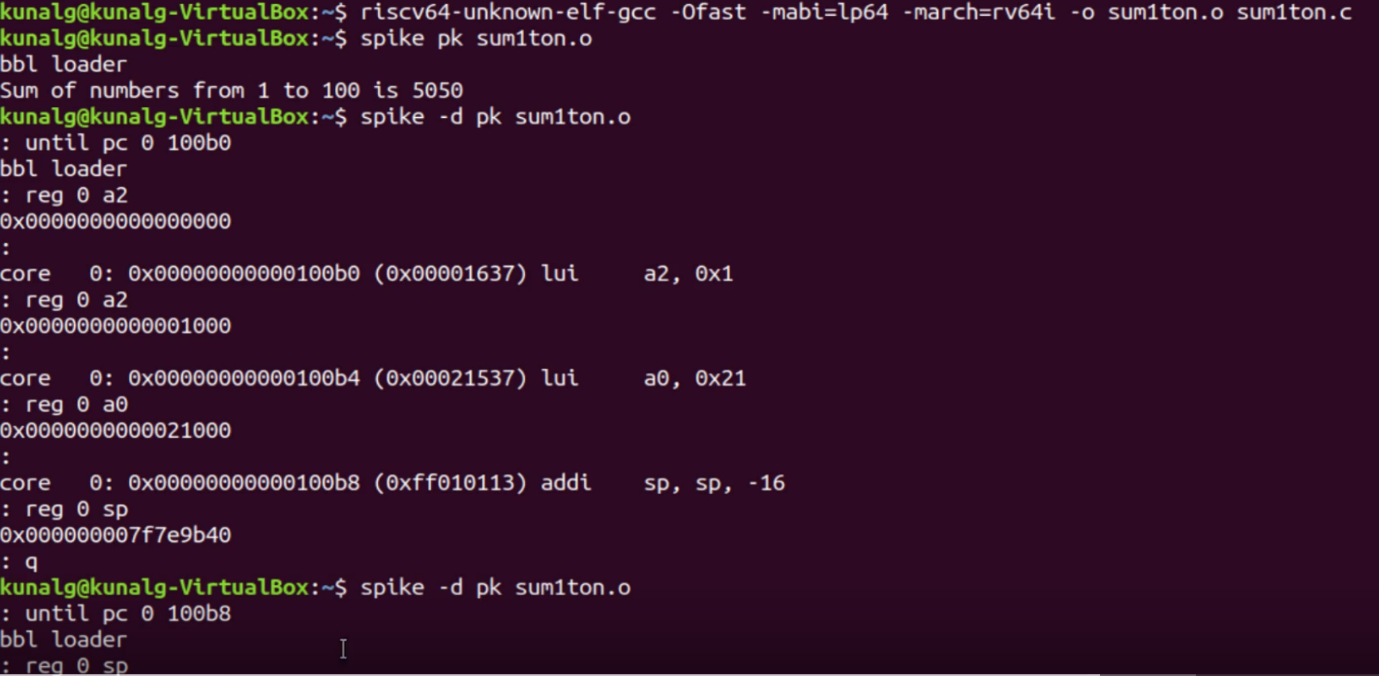 kunalg@kunalg-VirtualBox:~$ riscv64-unknown-elf-gcc -Ofast -mabi=lp64 -march=rv64i -o sum1ton.o sum1ton.c
kunalg@kunalg-VirtualBox:~$ spike pk sum1ton.o
bbl loader
Sum of numbers from 1 to 100 is 5050
kunalg@kunalg-VirtualBox:~$ spike -d pk sum1ton.o
: until pc 0 100b0
bbl loader
: reg 0 a2
0x0000000000000000
:
core   0: 0x00000000000100b0 (0x00001637) lui     a2, 0x1
: reg 0 a2
0x0000000000001000
:
core   0: 0x00000000000100b4 (0x00021537) lui     a0, 0x21
: reg 0 a0
0x0000000000021000
:
core   0: 0x00000000000100b8 (0xff010113) addi    sp, sp, -16
: reg 0 sp
0x000000007f7e9b40
: q
kunalg@kunalg-VirtualBox:~$ spike -d pk sum1ton.o
: until pc 0 100b8
bbl loader
: reg 0 sp